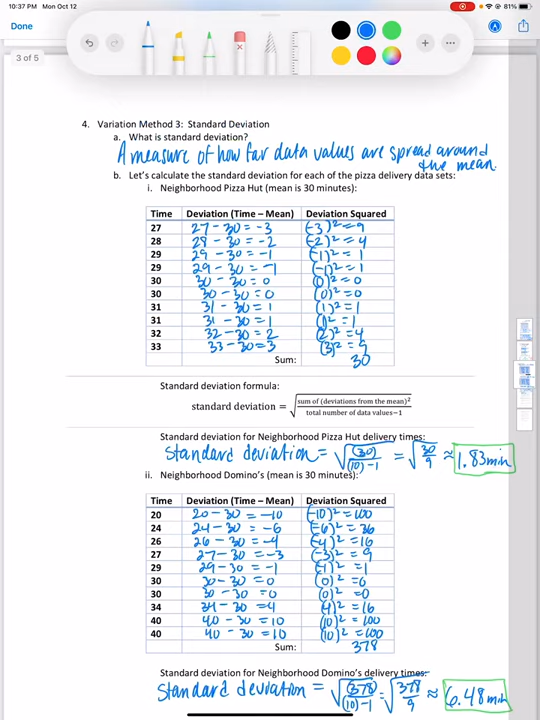 10:37 PM Mon Oct 12
81%
Done
3 of 5
4. Variation Method 3: Standard Deviation
a. What is standard deviation?
A measure of how far data values are spread around
the mean.
b. Let's calculate the standard deviation for each of the pizza delivery data sets:
i. Neighborhood Pizza Hut (mean is 30 minutes):
Time Deviation (Time – Mean) Deviation Squared
27 27-30=-3 (-3)²=9
28 28-30=-2 (-2)²=4
29 29-30=-1 (-1)²=1
29 29-30=-1 (-1)²=1
30 30-30=0 (0)²=0
30 30-30=0 (0)²=0
31 31-30=1 (1)²=1
31 31-30=1 (1)²=1
32 32-30=2 (2)²=4
33 33-30=3 (3)²=9
Sum: 30
Standard deviation formula:
standard deviation = √(sum of (deviations from the mean)² / total number of data values−1)
Standard deviation for Neighborhood Pizza Hut delivery times:
Standard deviation = √((30)/(10)-1) = √(30/9) ≈ 1.83min
ii. Neighborhood Domino's (mean is 30 minutes):
Time Deviation (Time – Mean) Deviation Squared
20 20-30=-10 (-10)²=100
24 24-30=-6 (-6)²=36
26 26-30=-4 (-4)²=16
27 27-30=-3 (-3)²=9
29 29-30=-1 (-1)²=1
30 30-30=0 (0)²=0
30 30-30=0 (0)²=0
34 34-30=4 (4)²=16
40 40-30=10 (10)²=100
40 40-30=10 (10)²=100
Sum: 378
Standard deviation for Neighborhood Domino's delivery times:
Standard deviation = √((378)/(10)-1) = √(378/9) ≈ 6.48min